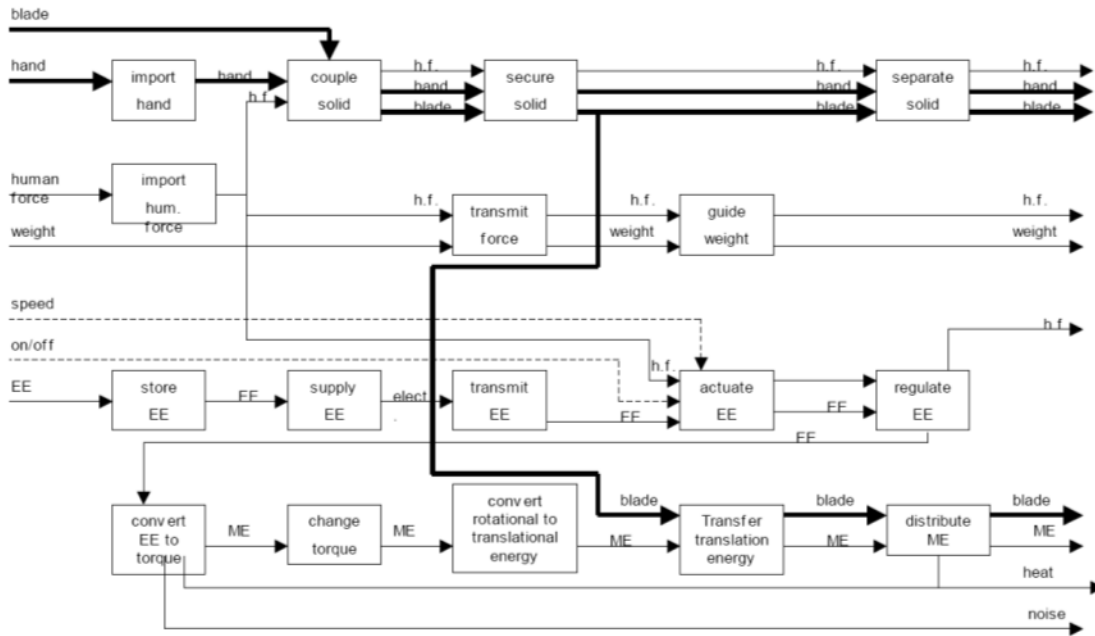 blade
hand
import
hand
hand
h.f.
couple
solid
h.f.
hand
blade
secure
solid
h.f.
hand
blade
separate
solid
h.f.
hand
blade
human
force
import
hum.
force
weight
h.f.
transmit
force
h.f.
weight
guide
weight
h.f.
weight
speed
on/off
EE
store
EE
EE
supply
EE
elect
.
transmit
EE
EE
h.f.
actuate
EE
EE
regulate
EE
h.f
EE
convert
EE to
torque
ME
change
torque
ME
convert
rotational to
translational
energy
ME
blade
Transfer
translation
energy
blade
ME
distribute
ME
blade
ME
heat
noise